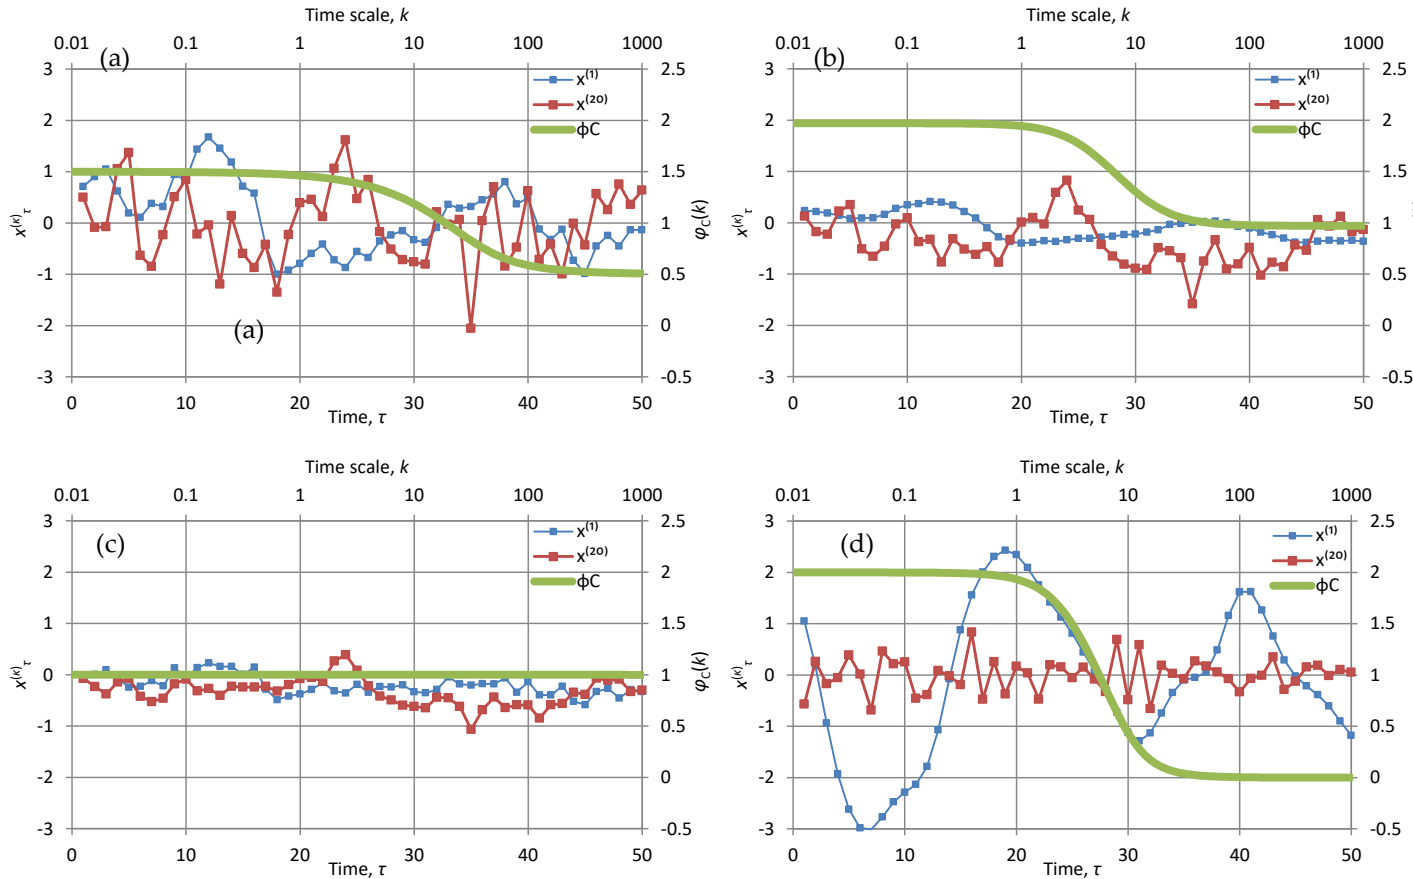 Time scale, k
0.01 0.1 1 10 100 1000
(a)
3 2.5
x⁽¹⁾
x⁽²⁰⁾
ϕC
2 2
1 1.5
0 1
-1 0.5
(a)
-2 0
-3 -0.5
x⁽ᵏ⁾τ
φC(k)
0 10 20 30 40 50
Time, τ
Time scale, k
0.01 0.1 1 10 100 1000
(b)
3 2.5
x⁽¹⁾
x⁽²⁰⁾
ϕC
2 2
1 1.5
0 1
-1 0.5
-2 0
-3 -0.5
x⁽ᵏ⁾τ
0 10 20 30 40 50
Time, τ
Time scale, k
0.01 0.1 1 10 100 1000
(c)
3 2.5
x⁽¹⁾
x⁽²⁰⁾
ϕC
2 2
1 1.5
0 1
-1 0.5
-2 0
-3 -0.5
x⁽ᵏ⁾τ
φC(k)
0 10 20 30 40 50
Time, τ
Time scale, k
0.01 0.1 1 10 100 1000
(d)
3 2.5
x⁽¹⁾
x⁽²⁰⁾
ϕC
2 2
1 1.5
0 1
-1 0.5
-2 0
-3 -0.5
x⁽ᵏ⁾τ
0 10 20 30 40 50
Time, τ